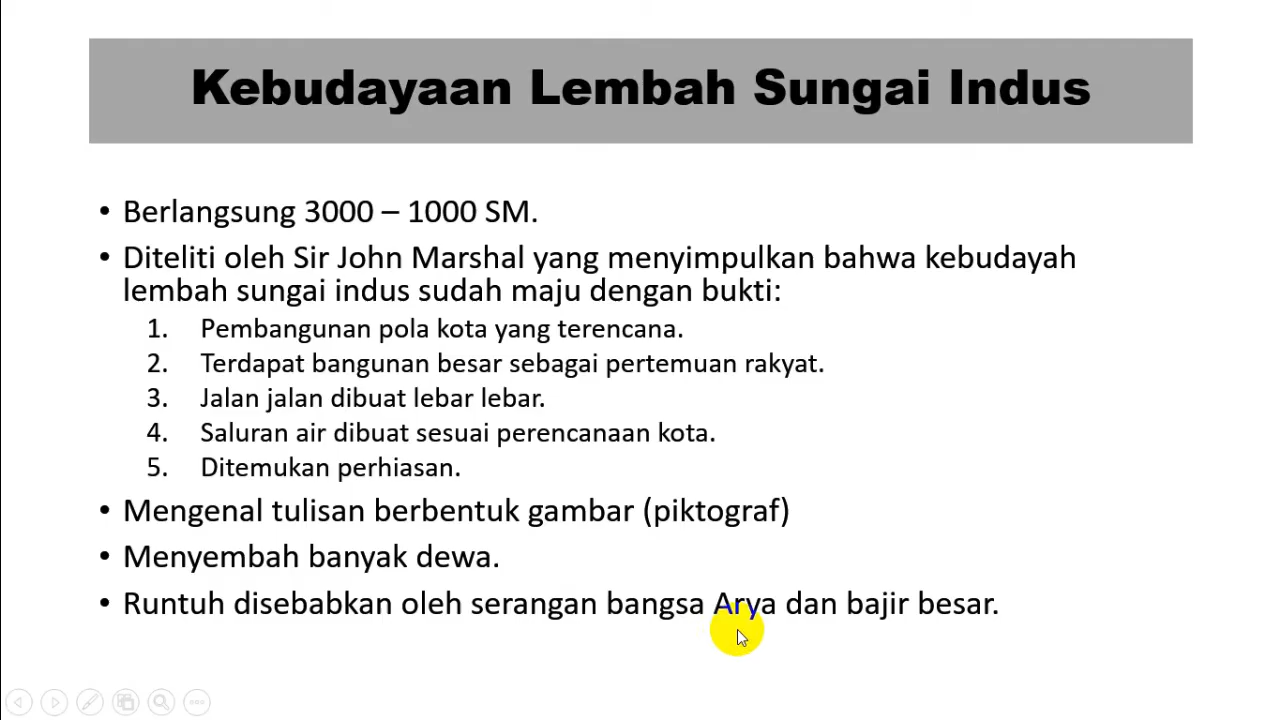 Kebudayaan Lembah Sungai Indus
• Berlangsung 3000 – 1000 SM.
• Diteliti oleh Sir John Marshal yang menyimpulkan bahwa kebudayah
lembah sungai indus sudah maju dengan bukti:
1. Pembangunan pola kota yang terencana.
2. Terdapat bangunan besar sebagai pertemuan rakyat.
3. Jalan jalan dibuat lebar lebar.
4. Saluran air dibuat sesuai perencanaan kota.
5. Ditemukan perhiasan.
• Mengenal tulisan berbentuk gambar (piktograf)
• Menyembah banyak dewa.
• Runtuh disebabkan oleh serangan bangsa Arya dan bajir besar.